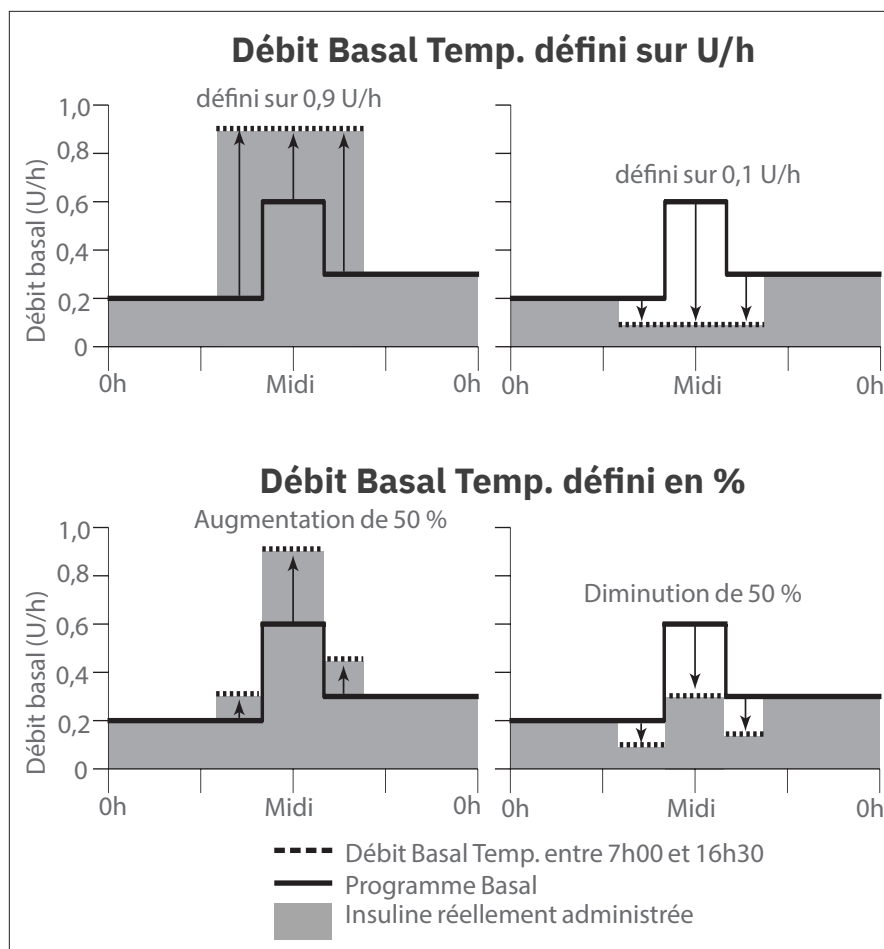 Débit Basal Temp. défini sur U/h
défini sur 0,9 U/h
défini sur 0,1 U/h
Débit basal (U/h)
1,0
0,8
0,6
0,4
0,2
0
0h
Midi
0h
0h
Midi
0h
Débit Basal Temp. défini en %
Augmentation de 50 %
Diminution de 50 %
Débit basal (U/h)
1,0
0,8
0,6
0,4
0,2
0
0h
Midi
0h
0h
Midi
0h
Débit Basal Temp. entre 7h00 et 16h30
Programme Basal
Insuline réellement administrée